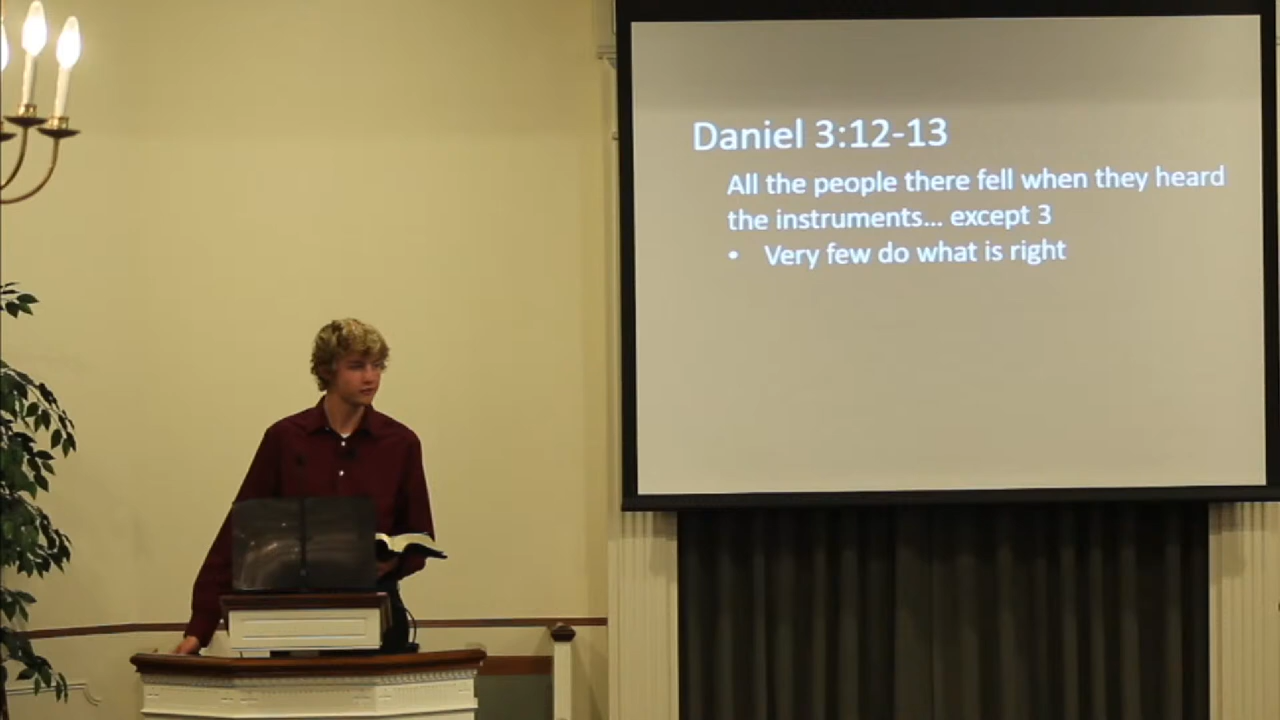 Daniel 3:12-13
All the people there fell when they heard
the instruments... except 3
• Very few do what is right